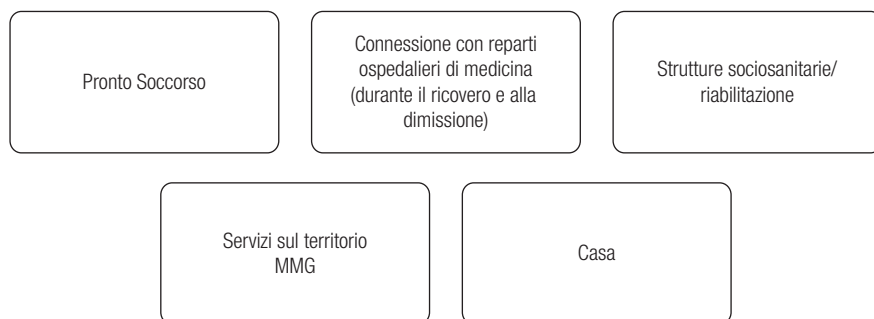 Pronto Soccorso
Connessione con reparti
ospedalieri di medicina
(durante il ricovero e alla
dimissione)
Strutture sociosanitarie/
riabilitazione
Servizi sul territorio
MMG
Casa